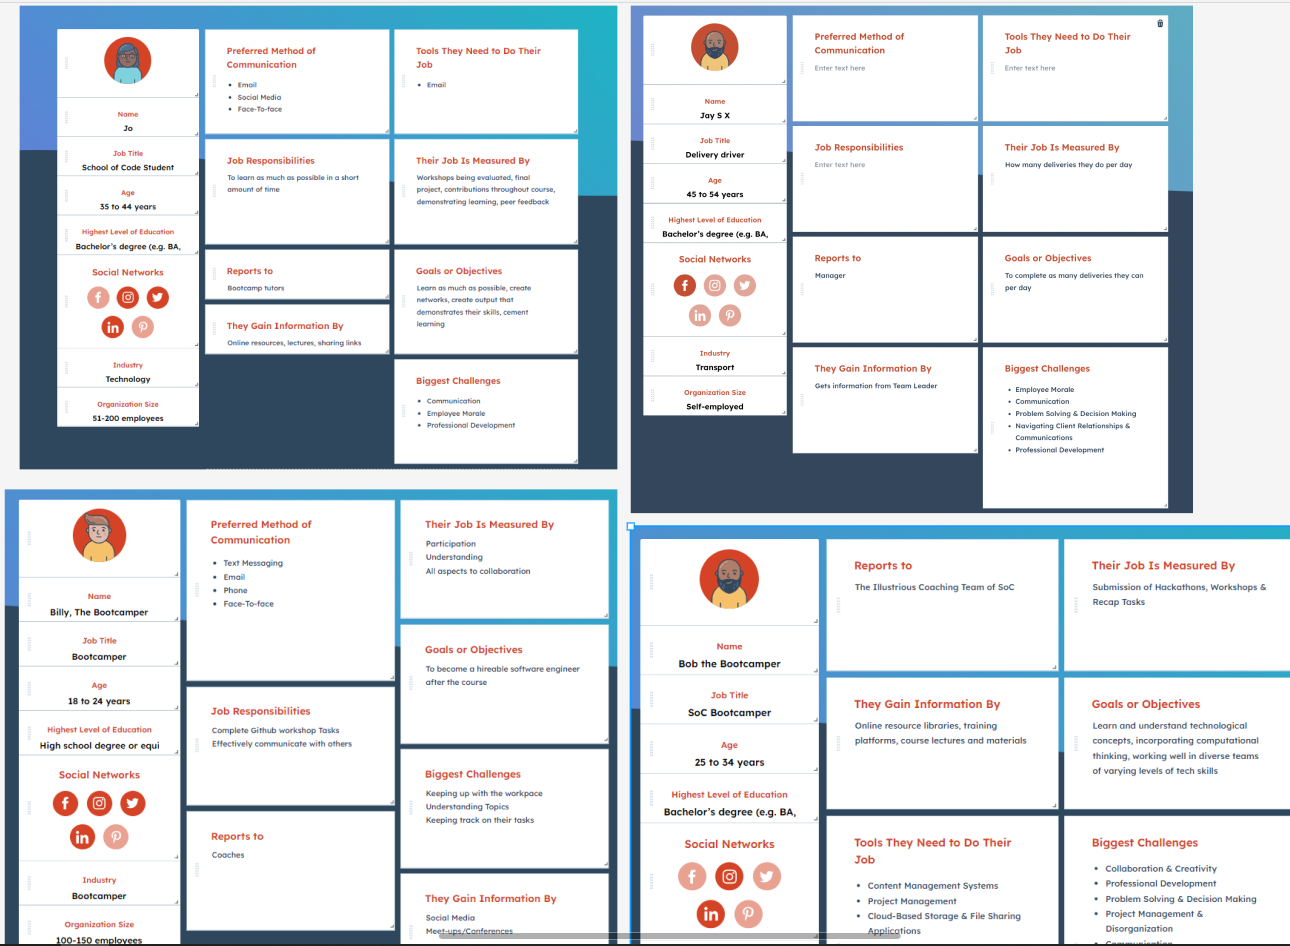 Name
Jo
Job Title
School of Code Student
Age
35 to 44 years
Highest Level of Education
Bachelor's degree (e.g. BA,
Social Networks
Industry
Technology
Organization Size
51-200 employees
Preferred Method of
Communication
• Email
• Social Media
• Face-To-face
Job Responsibilities
To learn as much as possible in a short
amount of time
Reports to
Bootcamp tutors
They Gain Information By
Online resources, lectures, sharing links
Tools They Need to Do Their
Job
• Email
Their Job Is Measured By
Workshops being evaluated, final
project, contributions throughout course,
demonstrating learning, peer feedback
Goals or Objectives
Learn as much as possible, create
networks, create output that
demonstrates their skills, cement
learning
Biggest Challenges
• Communication
• Employee Morale
• Professional Development
Name
Jay S X
Job Title
Delivery driver
Age
45 to 54 years
Highest Level of Education
Bachelor's degree (e.g. BA,
Social Networks
Industry
Transport
Organization Size
Self-employed
Preferred Method of
Communication
Enter text here
Job Responsibilities
Enter text here
Reports to
Manager
They Gain Information By
Gets information from Team Leader
Tools They Need to Do Their
Job
Enter text here
Their Job Is Measured By
How many deliveries they do per day
Goals or Objectives
To complete as many deliveries they can
per day
Biggest Challenges
• Employee Morale
• Communication
• Problem Solving & Decision Making
• Navigating Client Relationships &
Communications
• Professional Development
Name
Billy, The Bootcamper
Job Title
Bootcamper
Age
18 to 24 years
Highest Level of Education
High school degree or equi
Social Networks
Industry
Bootcamper
Organization Size
100-150 employees
Preferred Method of
Communication
• Text Messaging
• Email
• Phone
• Face-To-face
Job Responsibilities
Complete Github workshop Tasks
Effectively communicate with others
Reports to
Coaches
Their Job Is Measured By
Participation
Understanding
All aspects to collaboration
Goals or Objectives
To become a hireable software engineer
after the course
Biggest Challenges
Keeping up with the workpace
Understanding Topics
Keeping track on their tasks
They Gain Information By
Social Media
Meet-ups/Conferences
Name
Bob the Bootcamper
Job Title
SoC Bootcamper
Age
25 to 34 years
Highest Level of Education
Bachelor's degree (e.g. BA,
Social Networks
Reports to
The Illustrious Coaching Team of SoC
They Gain Information By
Online resource libraries, training
platforms, course lectures and materials
Tools They Need to Do Their
Job
• Content Management Systems
• Project Management
• Cloud-Based Storage & File Sharing
Applications
Their Job Is Measured By
Submission of Hackathons, Workshops &
Recap Tasks
Goals or Objectives
Learn and understand technological
concepts, incorporating computational
thinking, working well in diverse teams
of varying levels of tech skills
Biggest Challenges
• Collaboration & Creativity
• Professional Development
• Problem Solving & Decision Making
• Project Management &
Disorganization